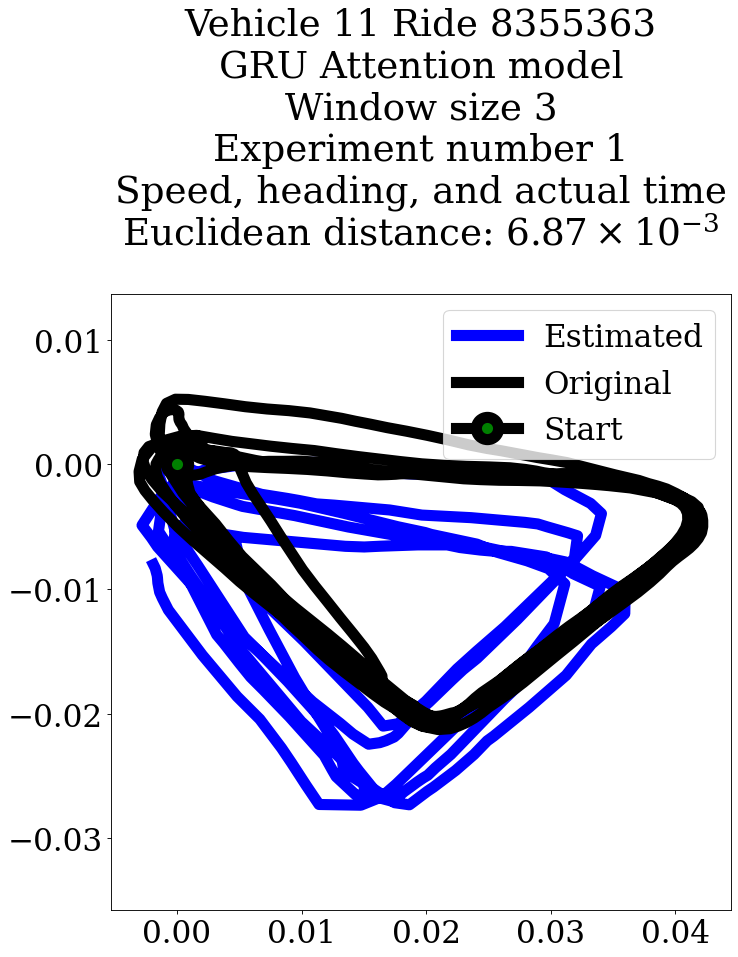 Vehicle 11 Ride 8355363
GRU Attention model
Window size 3
Experiment number 1
Speed, heading, and actual time
Euclidean distance: 6.87 × 10⁻³
Estimated
Original
Start
0.01
0.00
−0.01
−0.02
−0.03
0.00 0.01 0.02 0.03 0.04